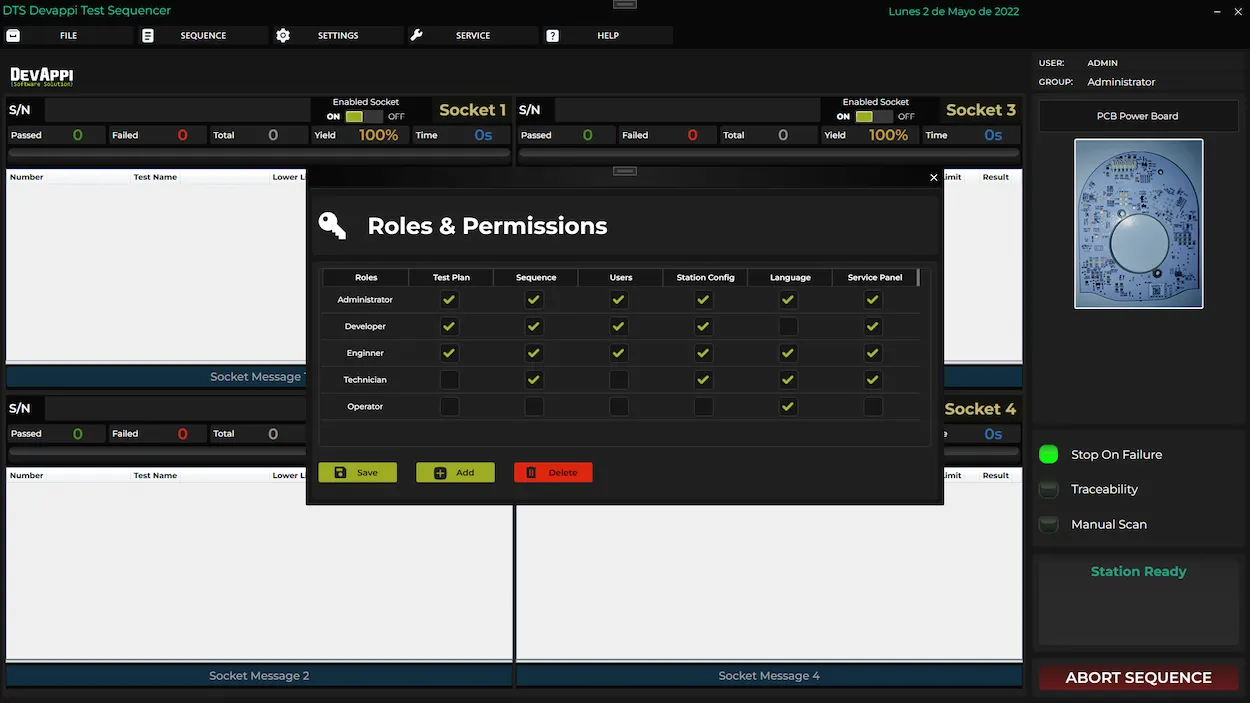 DTS Devappi Test Sequencer
Lunes 2 de Mayo de 2022
FILE
SEQUENCE
SETTINGS
SERVICE
HELP
DEVAPPI
(Software Solution)
USER: ADMIN
GROUP: Administrator
PCB Power Board
S/N
Enabled Socket
ON OFF
Socket 1
Passed 0 Failed 0 Total 0 Yield 100% Time 0s
S/N
Enabled Socket
ON OFF
Socket 3
Passed 0 Failed 0 Total 0 Yield 100% Time 0s
Number Test Name Lower Li
imit Result
Roles & Permissions
Roles Test Plan Sequence Users Station Config Language Service Panel
Administrator
Developer
Enginner
Technician
Operator
Save Add Delete
Socket Message
S/N
Passed 0 Failed 0 Total 0
Socket 4
e 0s
Number Test Name Lower Li
imit Result
Socket Message 2
Socket Message 4
Stop On Failure
Traceability
Manual Scan
Station Ready
ABORT SEQUENCE